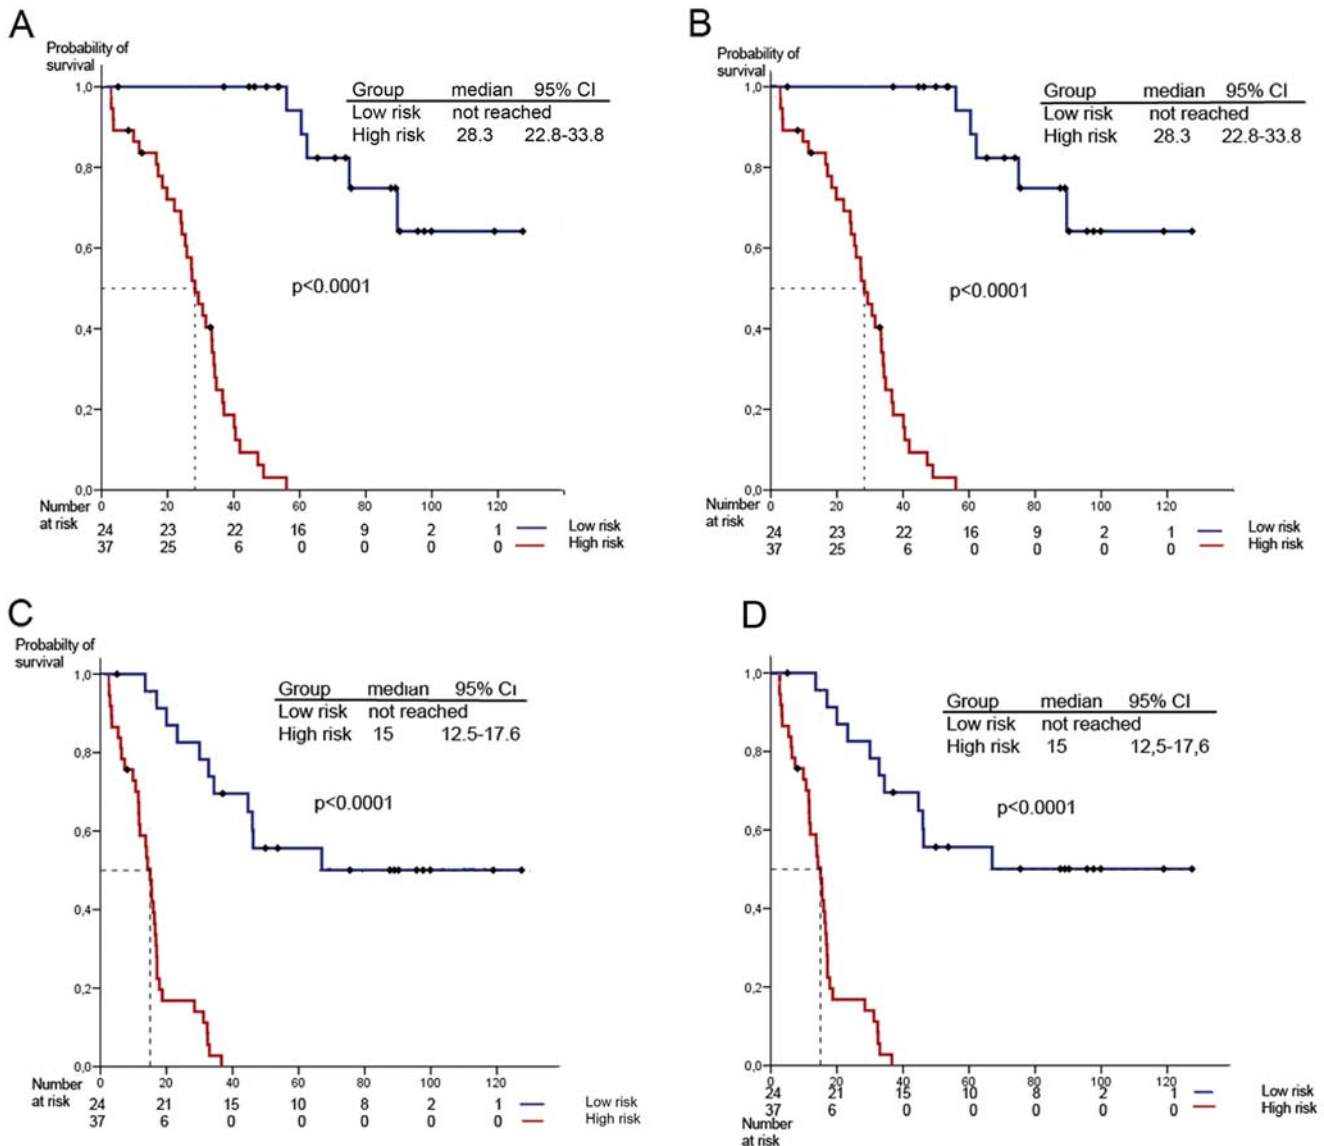 A
Probability of
survival
Group median 95% CI
Low risk not reached
High risk 28.3 22.8-33.8
p<0.0001
1,0
0,8
0,6
0,4
0,2
0,0
0 20 40 60 80 100 120
Number
at risk
24 23 22 16 9 2 1 Low risk
37 25 6 0 0 0 0 High risk
B
Probability of
survival
Group median 95% CI
Low risk not reached
High risk 28.3 22.8-33.8
p<0.0001
1,0
0,8
0,6
0,4
0,2
0,0
0 20 40 60 80 100 120
Nuimber
at risk
24 23 22 16 9 2 1 Low risk
37 25 6 0 0 0 0 High risk
C
Probabilty of
survival
Group median 95% CI
Low risk not reached
High risk 15 12.5-17.6
p<0.0001
1,0
0,8
0,6
0,4
0,2
0,0
0 20 40 60 80 100 120
Number
at risk
24 21 15 10 8 2 1 Low risk
37 6 0 0 0 0 0 High risk
D
Group median 95% CI
Low risk not reached
High risk 15 12,5-17,6
p<0.0001
1,0
0,8
0,6
0,4
0,2
0,0
0 20 40 60 80 100 120
24 21 15 10 8 2 1 Low risk
37 6 0 0 0 0 0 High risk
Number
at risk